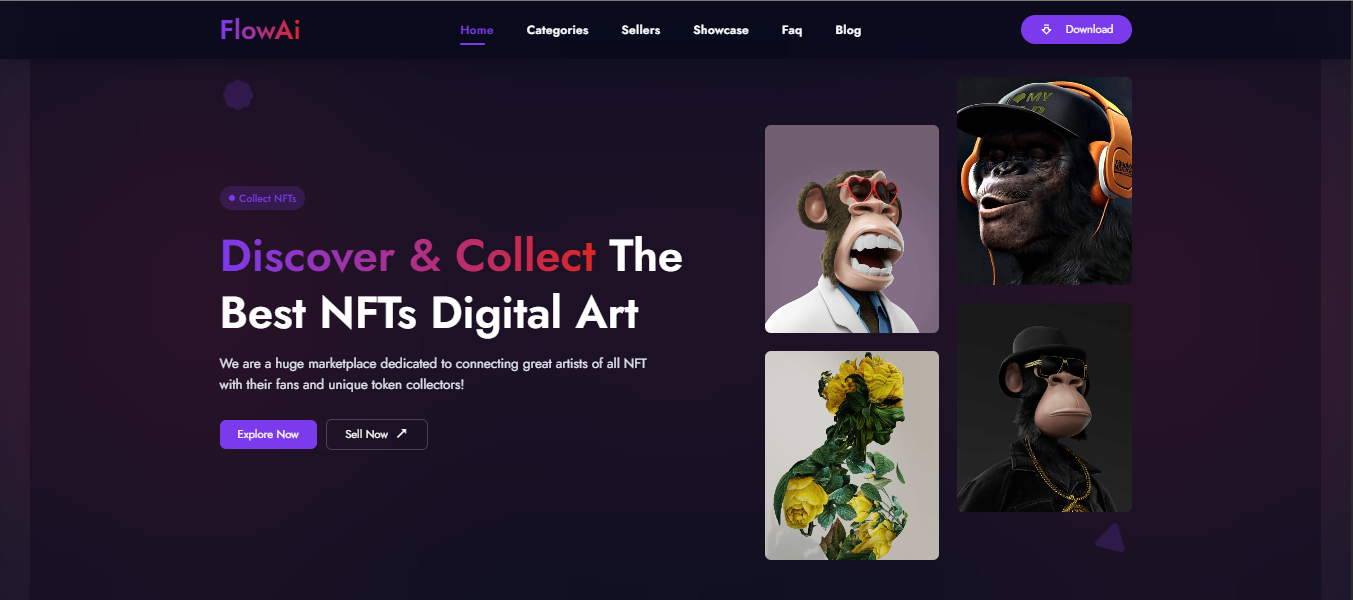 FlowAi
Home Categories Sellers Showcase Faq Blog
Download
Collect NFTs
Discover & Collect The
Best NFTs Digital Art
We are a huge marketplace dedicated to connecting great artists of all NFT
with their fans and unique token collectors!
Explore Now
Sell Now
MY